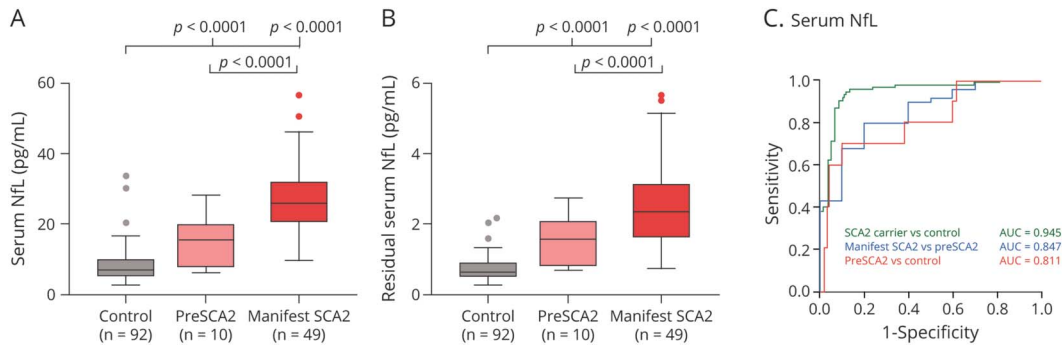 A
p < 0.0001 p < 0.0001
p < 0.0001
Serum NfL (pg/mL)
60
40
20
0
Control
(n = 92)
PreSCA2
(n = 10)
Manifest SCA2
(n = 49)
B
p < 0.0001 p < 0.0001
p < 0.0001
Residual serum NfL (pg/mL)
6
4
2
0
Control
(n = 92)
PreSCA2
(n = 10)
Manifest SCA2
(n = 49)
C. Serum NfL
Sensitivity
1.0
0.8
0.6
0.4
0.2
0.0
SCA2 carrier vs control AUC = 0.945
Manifest SCA2 vs preSCA2 AUC = 0.847
PreSCA2 vs control AUC = 0.811
0.0 0.2 0.4 0.6 0.8 1.0
1-Specificity